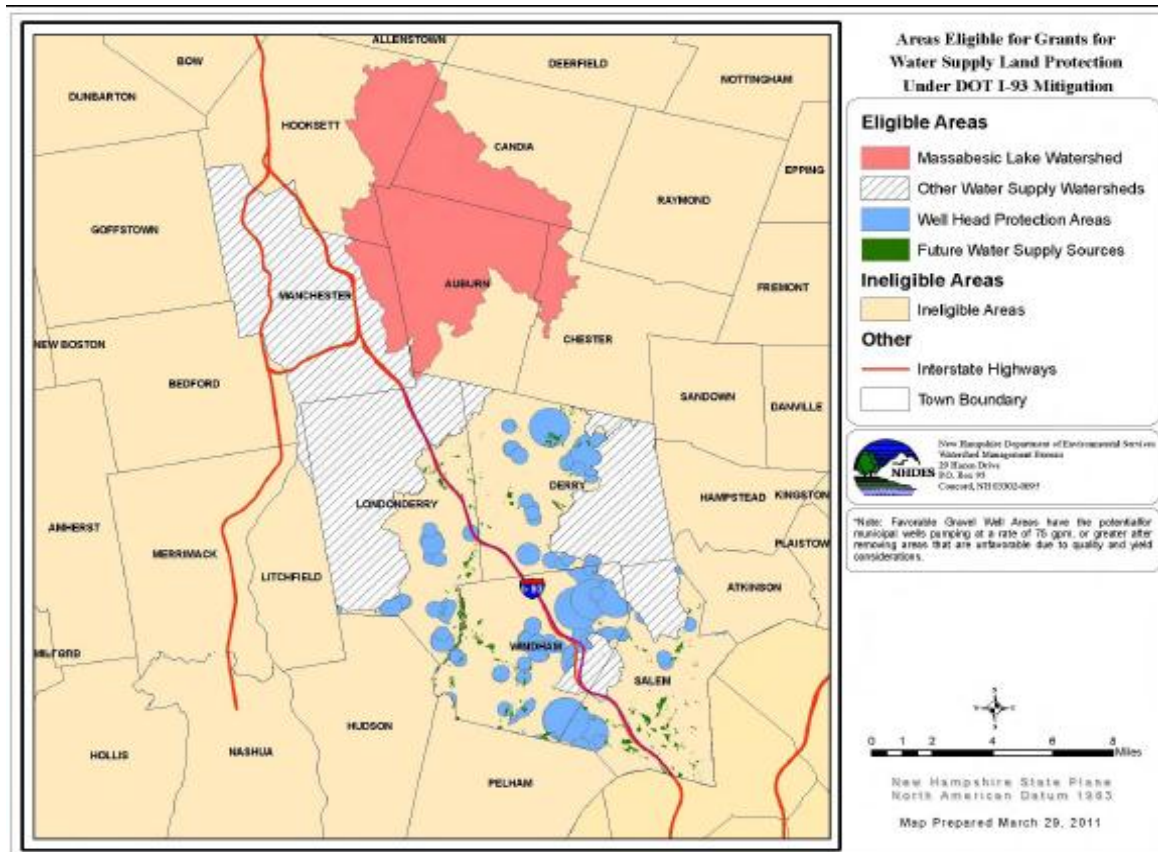 Areas Eligible for Grants for
Water Supply Land Protection
Under DOT I-93 Mitigation
Eligible Areas
Massabesic Lake Watershed
Other Water Supply Watersheds
Well Head Protection Areas
Future Water Supply Sources
Ineligible Areas
Ineligible Areas
Other
Interstate Highways
Town Boundary
NHDES
New Hampshire Department of Environmental Services
Watershed Management Bureau
29 Hazen Drive
P.O. Box 95
Concord, NH 03302-0095
*Note: Favorable Gravel Well Areas have the potential for
municipal wells pumping at a rate of 75 gpm, or greater after
removing areas that are unfavorable due to quality and yield
considerations.
N
0 1 2 4 6 8
Miles
New Hampshire State Plane
North American Datum 1983
Map Prepared March 29, 2011
ALLENSTOWN
BOW
DEERFIELD
NOTTINGHAM
DUNBARTON
HOOKSETT
CANDIA
EPPING
RAYMOND
GOFFSTOWN
AUBURN
FREMONT
MANCHESTER
CHESTER
NEW BOSTON
BEDFORD
SANDOWN
DANVILLE
DERRY
HAMPSTEAD
KINGSTON
LONDONDERRY
AMHERST
PLAISTOW
MERRIMACK
LITCHFIELD
ATKINSON
WINDHAM
MILFORD
SALEM
HUDSON
HOLLIS
NASHUA
PELHAM